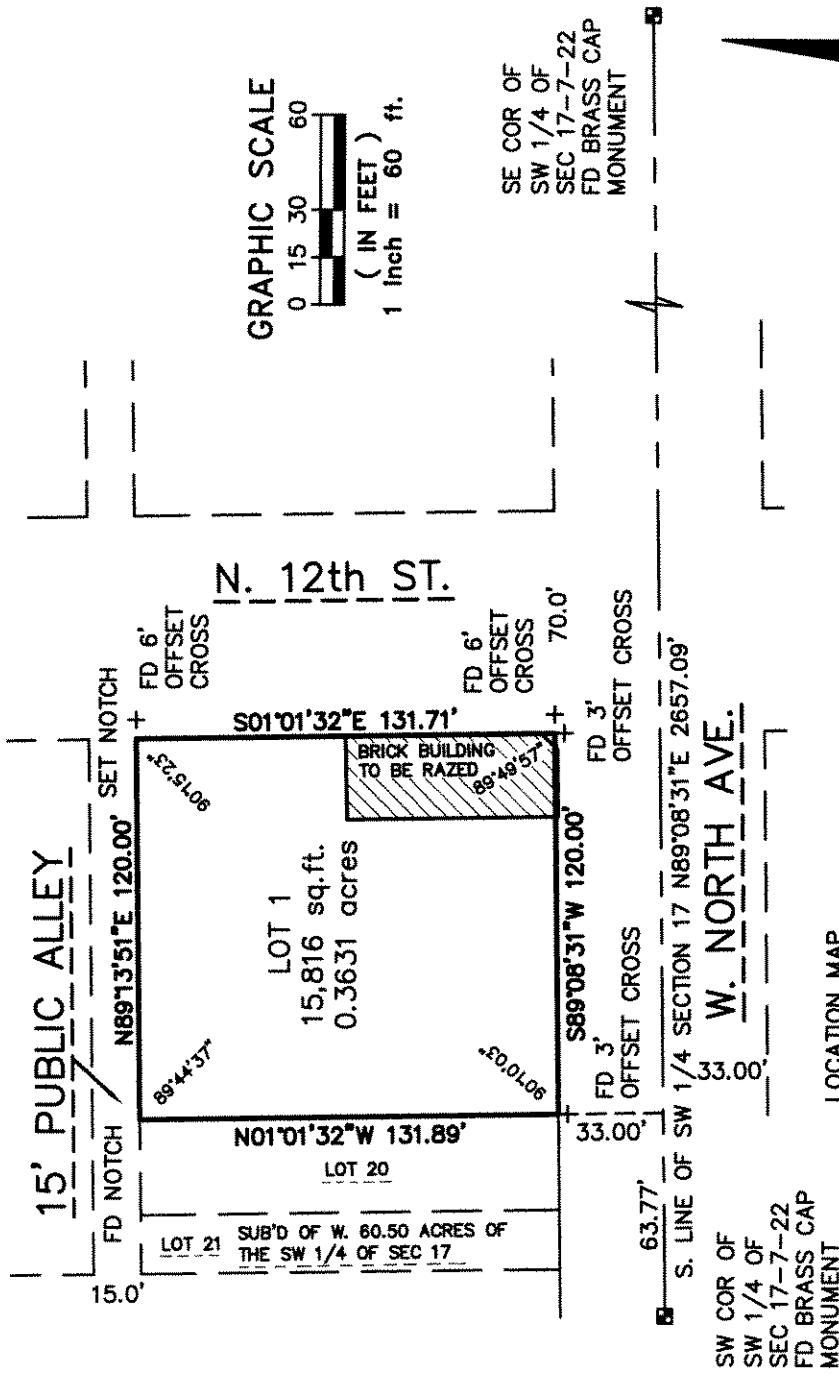 GRAPHIC SCALE
0 15 30 60
( IN FEET )
1 Inch = 60 ft.
SE COR OF
SW 1/4 OF
SEC 17-7-22
FD BRASS CAP
MONUMENT
N. 12th ST.
15' PUBLIC ALLEY
FD NOTCH
SET NOTCH
15.0'
FD 6'
OFFSET
CROSS
FD 6'
OFFSET
CROSS
70.0'
N89°13'51"E 120.00'
S01°01'32"E 131.71'
S89°08'31"W 120.00'
N01°01'32"W 131.89'
89°44'37"
90°15'23"
89°49'57"
90°10'03"
BRICK BUILDING
TO BE RAZED
LOT 1
15,816 sq.ft.
0.3631 acres
LOT 20
LOT 21
SUB'D OF W. 60.50 ACRES OF
THE SW 1/4 OF SEC 17
FD 3'
OFFSET CROSS
FD 3'
OFFSET CROSS
33.00'
63.77'
S. LINE OF SW 1/4 SECTION 17 N89°08'31"E 2657.09'
W. NORTH AVE.
33.00'
SW COR OF
SW 1/4 OF
SEC 17-7-22
FD BRASS CAP
MONUMENT
LOCATION MAP